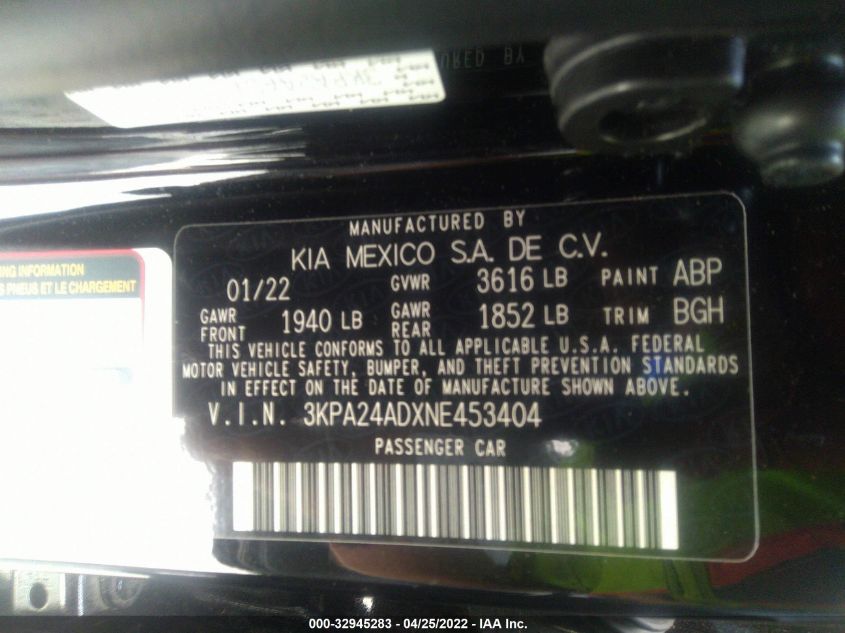 MANUFACTURED BY
KIA MEXICO S.A. DE C.V.
01/22 GVWR 3616 LB PAINT ABP
GAWR FRONT 1940 LB GAWR REAR 1852 LB TRIM BGH
THIS VEHICLE CONFORMS TO ALL APPLICABLE U.S.A. FEDERAL
MOTOR VEHICLE SAFETY, BUMPER, AND THEFT PREVENTION STANDARDS
IN EFFECT ON THE DATE OF MANUFACTURE SHOWN ABOVE.
V.I.N. 3KPA24ADXNE453404
PASSENGER CAR
ING INFORMATION
S PNEUS ET LE CHARGEMENT
000-32945283 - 04/25/2022 - IAA Inc.